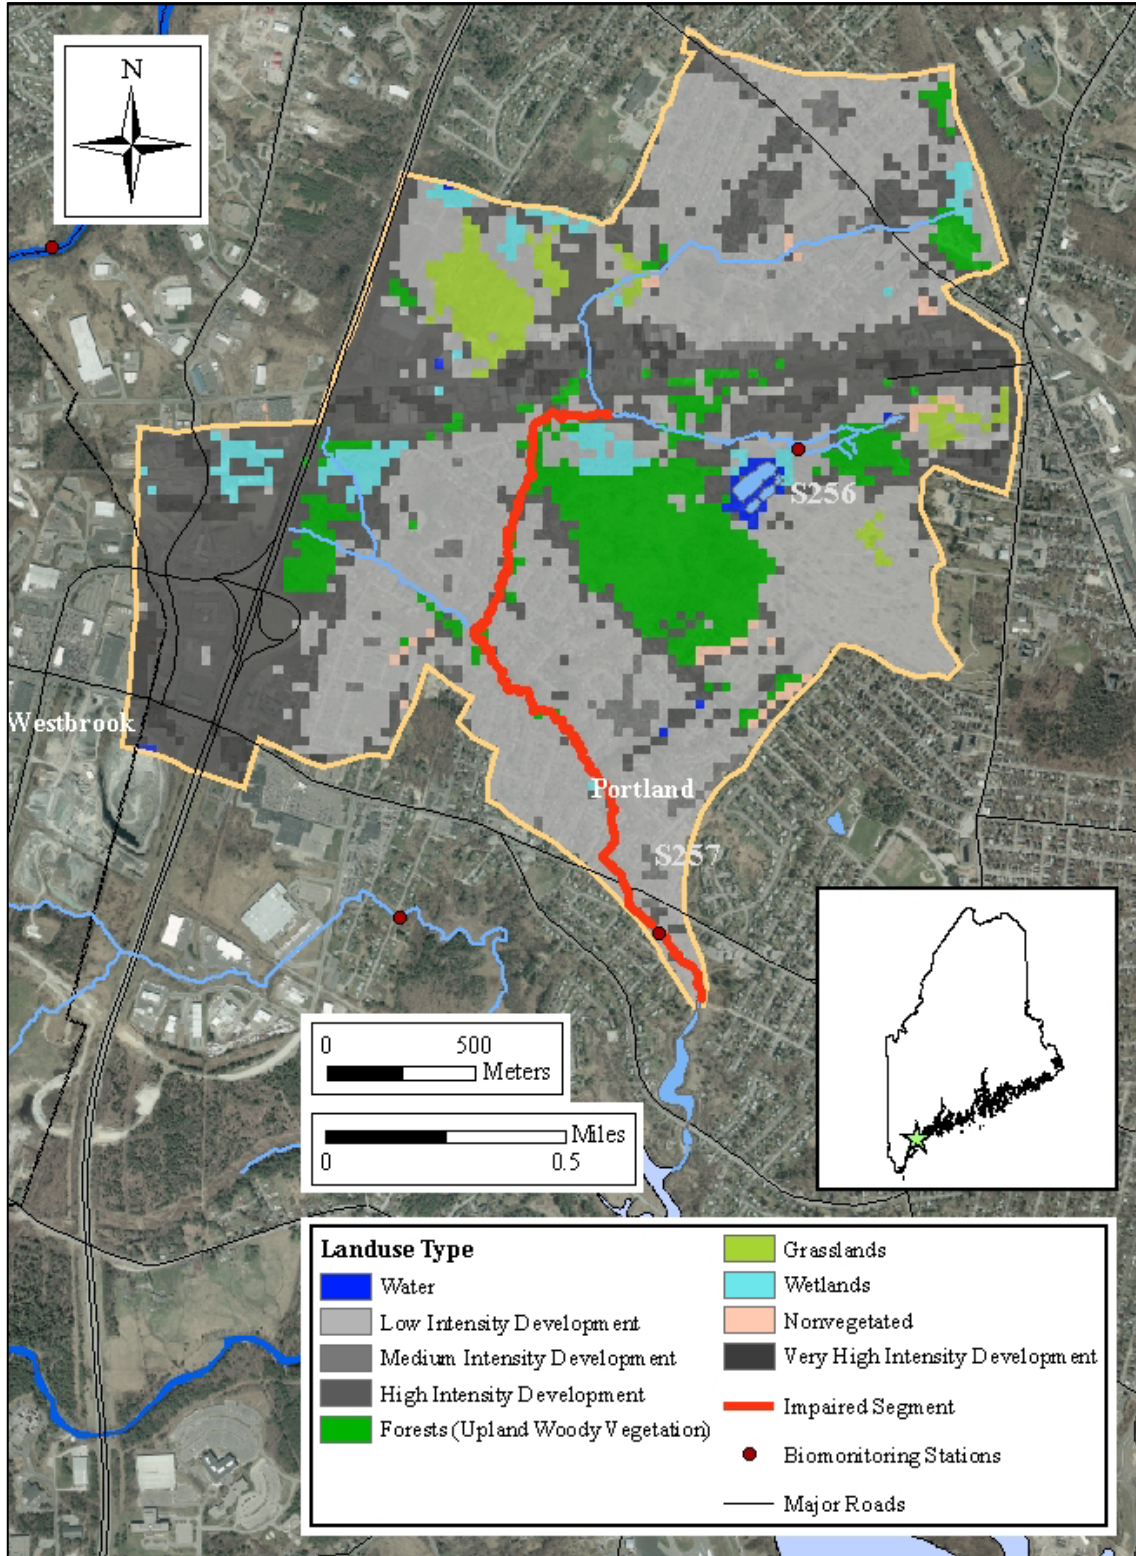 N
S256
Westbrook
Portland
S257
0 500
Meters
Miles
0 0.5
Landuse Type
Water
Low Intensity Development
Medium Intensity Development
High Intensity Development
Forests (Upland Woody Vegetation)
Grasslands
Wetlands
Nonvegetated
Very High Intensity Development
Impaired Segment
Biomonitoring Stations
Major Roads